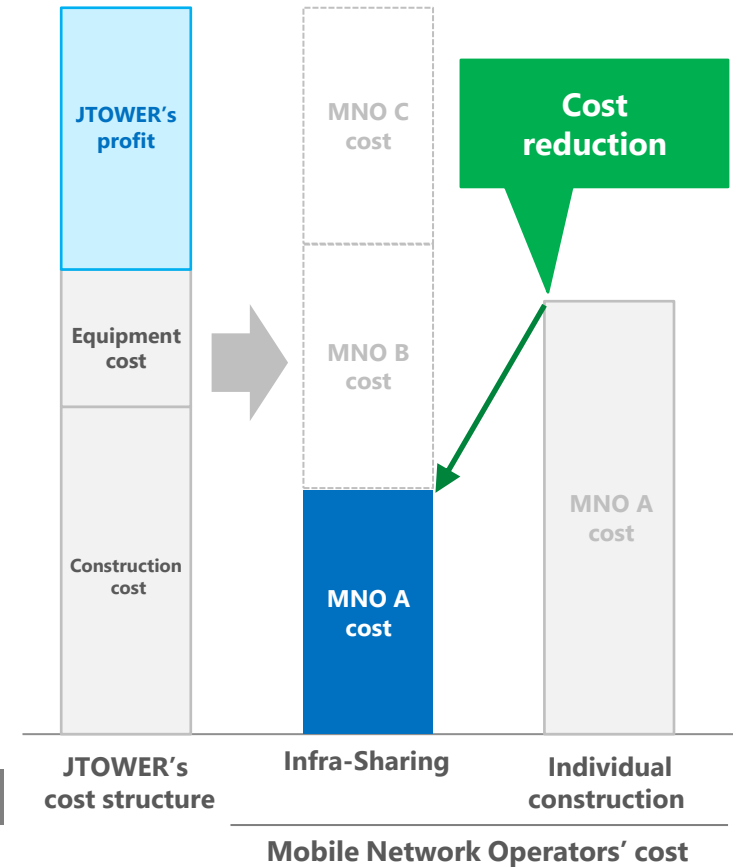 JTOWER's
profit
Equipment
cost
Construction
cost
MNO C
cost
MNO B
cost
MNO A
cost
Cost
reduction
MNO A
cost
JTOWER's
cost structure
Infra-Sharing
Individual
construction
Mobile Network Operators' cost